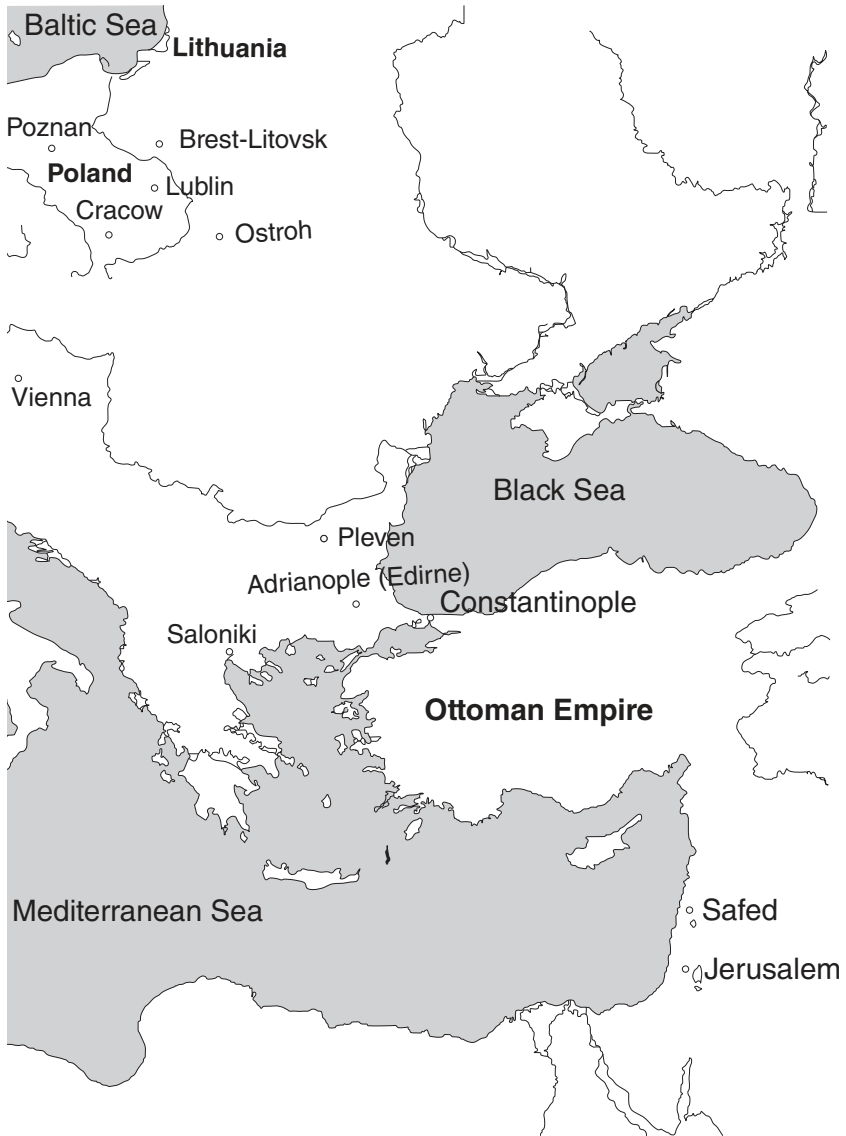 Baltic Sea
Lithuania
Poznan
Brest-Litovsk
Poland
Lublin
Cracow
Ostroh
Vienna
Black Sea
Pleven
Adrianople (Edirne)
Constantinople
Saloniki
Ottoman Empire
Mediterranean Sea
Safed
Jerusalem